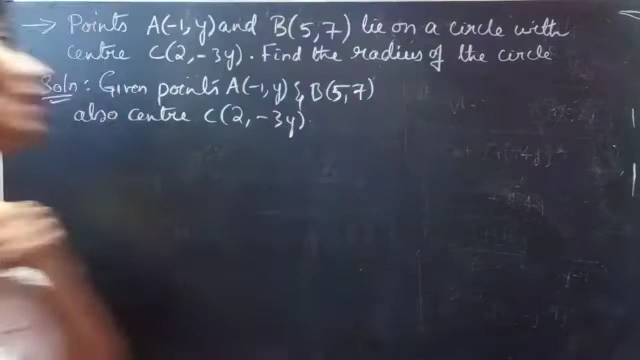 → Points A(-1, y) and B(5, 7) lie on a circle with
centre C(2, -3y). Find the radius of the circle
Soln: Given points A(-1, y) & B(5, 7)
also centre C(2, -3y).